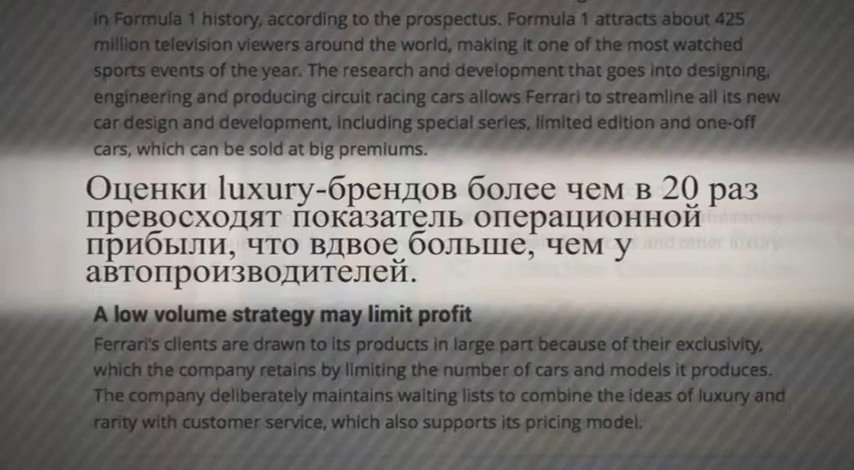 in Formula 1 history, according to the prospectus. Formula 1 attracts about 425
million television viewers around the world, making it one of the most watched
sports events of the year. The research and development that goes into designing,
engineering and producing circuit racing cars allows Ferrari to streamline all its new
car design and development, including special series, limited edition and one-off
cars, which can be sold at big premiums.
Оценки luxury-брендов более чем в 20 раз
превосходят показатель операционной
прибыли, что вдвое больше, чем у
автопроизводителей.
and other luxury
A low volume strategy may limit profit
Ferrari's clients are drawn to its products in large part because of their exclusivity,
which the company retains by limiting the number of cars and models it produces.
The company deliberately maintains waiting lists to combine the ideas of luxury and
rarity with customer service, which also supports its pricing model.